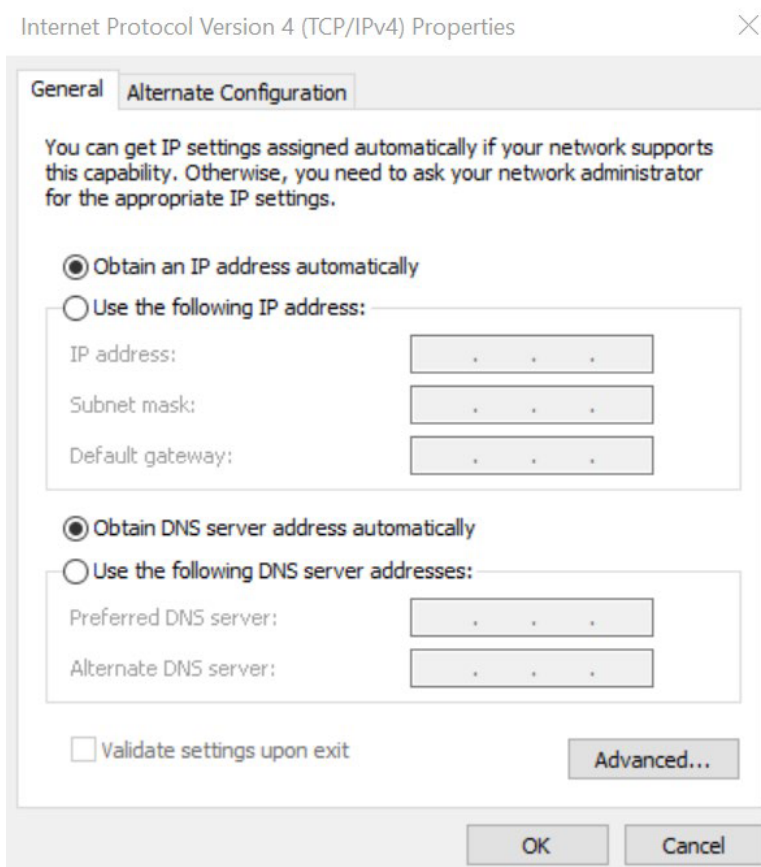 Internet Protocol Version 4 (TCP/IPv4) Properties
General
Alternate Configuration
You can get IP settings assigned automatically if your network supports
this capability. Otherwise, you need to ask your network administrator
for the appropriate IP settings.
Obtain an IP address automatically
Use the following IP address:
IP address:
Subnet mask:
Default gateway:
Obtain DNS server address automatically
Use the following DNS server addresses:
Preferred DNS server:
Alternate DNS server:
Validate settings upon exit
Advanced...
OK
Cancel